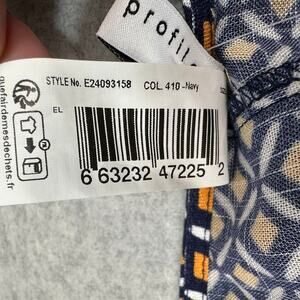 profile
STYLE No. E24093158 COL. 410 -Navy
EL
6 63232 47225 2
quefairedemesdechets.fr